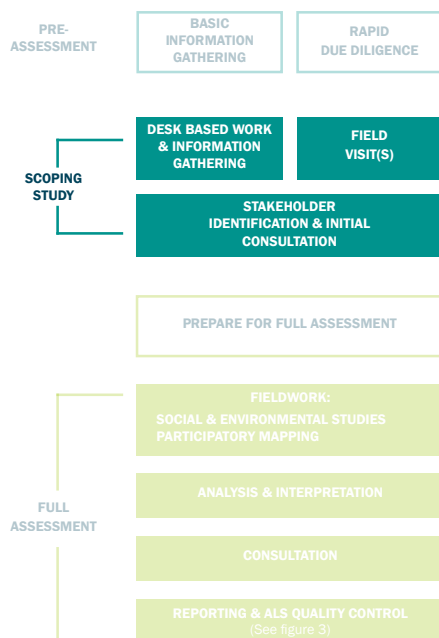 PRE-
ASSESSMENT
BASIC
INFORMATION
GATHERING
RAPID
DUE DILIGENCE
SCOPING
STUDY
DESK BASED WORK
& INFORMATION
GATHERING
FIELD
VISIT(S)
STAKEHOLDER
IDENTIFICATION & INITIAL
CONSULTATION
PREPARE FOR FULL ASSESSMENT
FULL
ASSESSMENT
FIELDWORK:
SOCIAL & ENVIRONMENTAL STUDIES
PARTICIPATORY MAPPING
ANALYSIS & INTERPRETATION
CONSULTATION
REPORTING & ALS QUALITY CONTROL
(See figure 3)